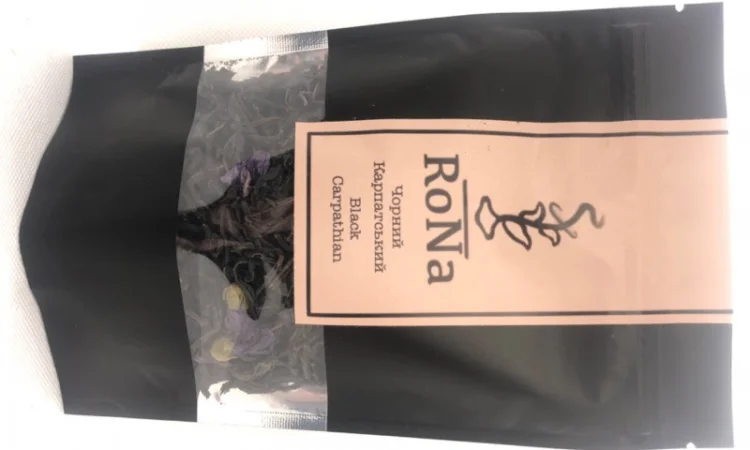 RoNa
Чорний
Карпатський
Black
Carpathian